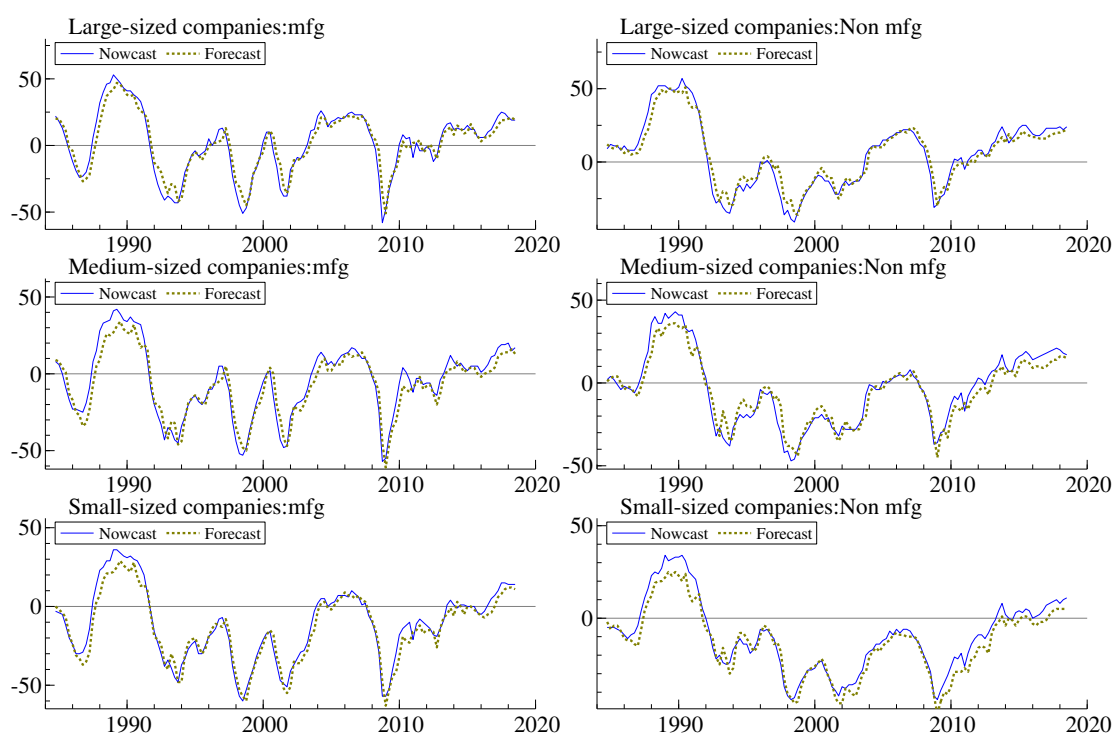 Large-sized companies:mfg
Nowcast Forecast
50
0
-50
1990 2000 2010 2020
Large-sized companies:Non mfg
Nowcast Forecast
50
0
1990 2000 2010 2020
Medium-sized companies:mfg
Nowcast Forecast
50
0
-50
1990 2000 2010 2020
Medium-sized companies:Non mfg
Nowcast Forecast
50
0
-50
1990 2000 2010 2020
Small-sized companies:mfg
Nowcast Forecast
50
0
-50
1990 2000 2010 2020
Small-sized companies:Non mfg
Nowcast Forecast
50
0
1990 2000 2010 2020